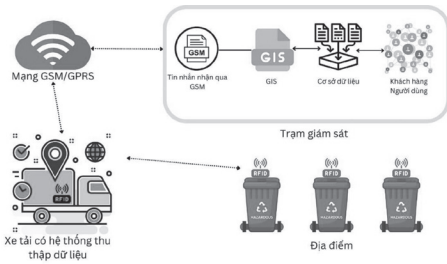 Mạng GSM/GPRS
GSM
Tin nhắn nhận qua
GSM
GIS
GIS
Cơ sở dữ liệu
Khách hàng
Người dùng
Trạm giám sát
RFID
Xe tải có hệ thống thu
thập dữ liệu
RFID
RFID
RFID
Địa điểm